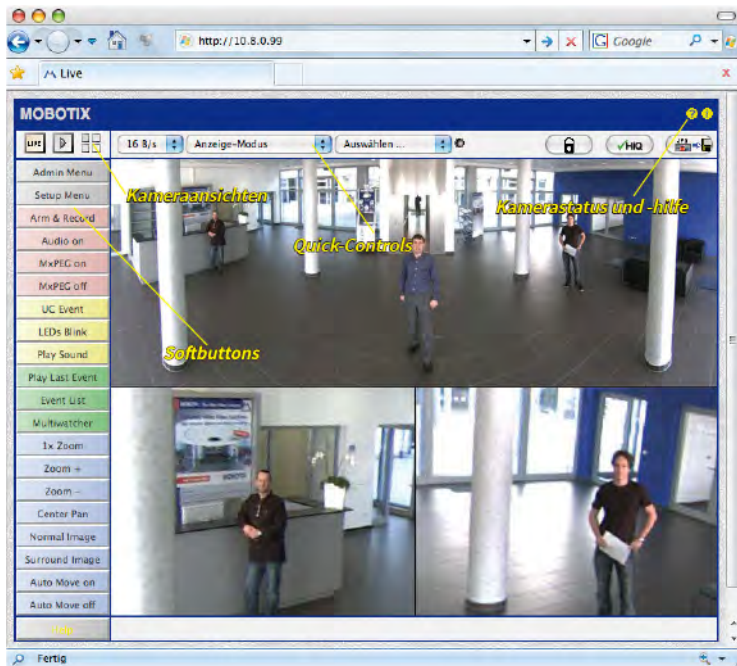 http://10.8.0.99
Google
Live
MOBOTIX
LIVE
16 B/s
Anzeige-Modus
Auswählen ...
HIQ
Admin Menu
Setup Menu
Arm & Record
Audio on
MxPEG on
MxPEG off
UC Event
LEDs Blink
Play Sound
Play Last Event
Event List
Multiwatcher
1x Zoom
Zoom +
Zoom –
Center Pan
Normal Image
Surround Image
Auto Move on
Auto Move off
Kameraansichten
Kamerastatus und -hilfe
Quick-Controls
Softbuttons
MOBOTIX
Fertig